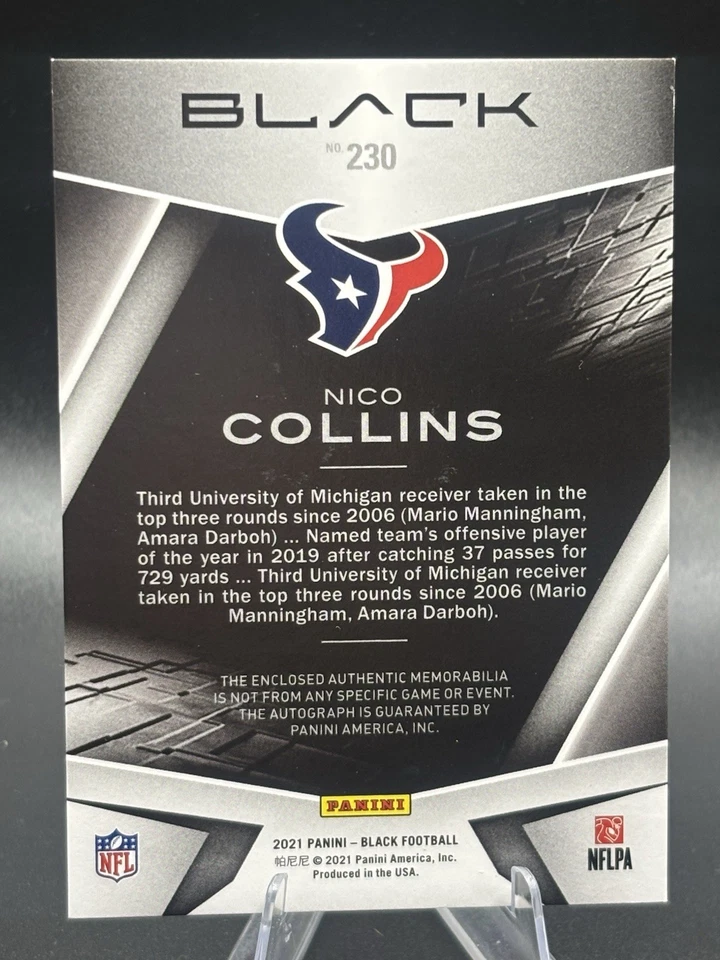 BLACK
NO. 230
NICO
COLLINS
Third University of Michigan receiver taken in the
top three rounds since 2006 (Mario Manningham,
Amara Darboh) ... Named team's offensive player
of the year in 2019 after catching 37 passes for
729 yards ... Third University of Michigan receiver
taken in the top three rounds since 2006 (Mario
Manningham, Amara Darboh).
THE ENCLOSED AUTHENTIC MEMORABILIA
IS NOT FROM ANY SPECIFIC GAME OR EVENT.
THE AUTOGRAPH IS GUARANTEED BY
PANINI AMERICA, INC.
PANINI
NFL
2021 PANINI – BLACK FOOTBALL
帕尼尼 © 2021 Panini America, Inc.
Produced in the USA.
NFLPA